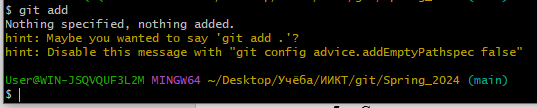 $ git add
Nothing specified, nothing added.
hint: Maybe you wanted to say 'git add .'?
hint: Disable this message with "git config advice.addEmptyPathspec false"
User@WIN-JSQVQUF3L2M MINGW64 ~/Desktop/Учёба/ИИКТ/git/Spring_2024 (main)
$